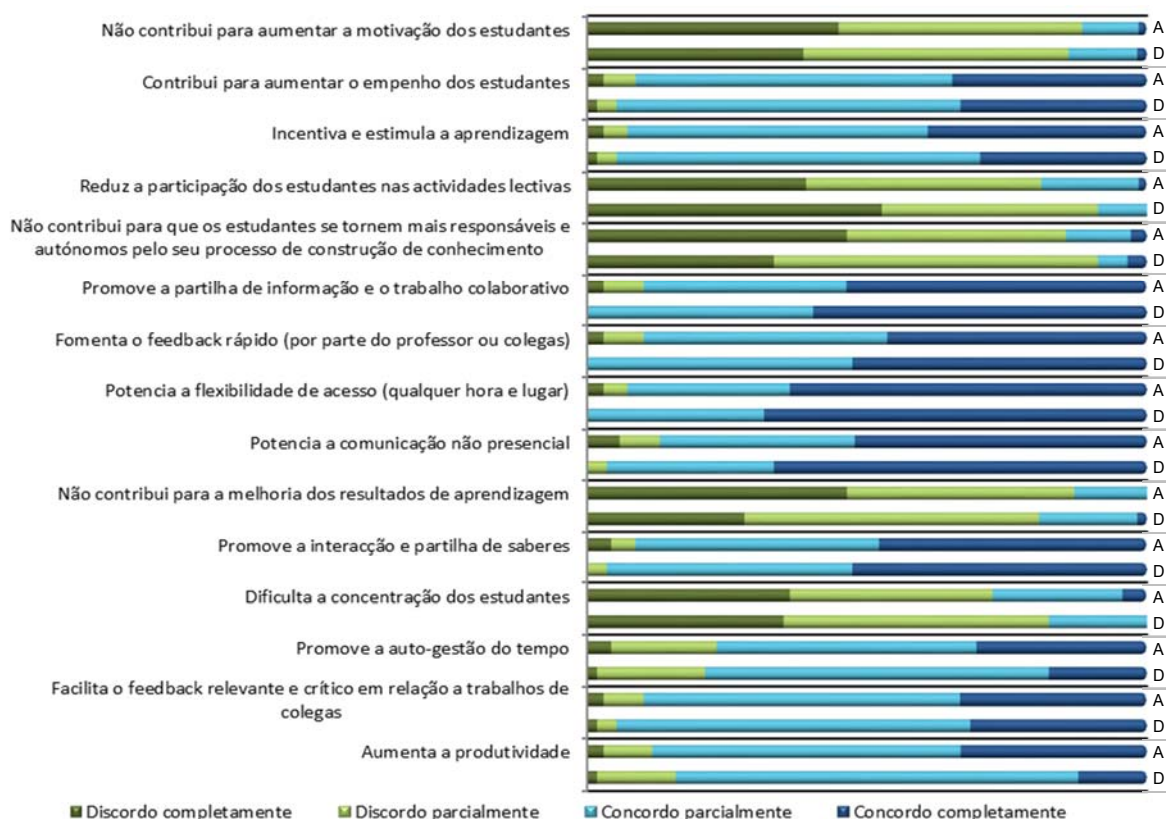 Não contribui para aumentar a motivação dos estudantes
A
D
Contribui para aumentar o empenho dos estudantes
A
D
Incentiva e estimula a aprendizagem
A
D
Reduz a participação dos estudantes nas actividades lectivas
A
D
Não contribui para que os estudantes se tornem mais responsáveis e
autónomos pelo seu processo de construção de conhecimento
A
D
Promove a partilha de informação e o trabalho colaborativo
A
D
Fomenta o feedback rápido (por parte do professor ou colegas)
A
D
Potencia a flexibilidade de acesso (qualquer hora e lugar)
A
D
Potencia a comunicação não presencial
A
D
Não contribui para a melhoria dos resultados de aprendizagem
A
D
Promove a interacção e partilha de saberes
A
D
Dificulta a concentração dos estudantes
A
D
Promove a auto-gestão do tempo
A
D
Facilita o feedback relevante e crítico em relação a trabalhos de
colegas
A
D
Aumenta a produtividade
A
D
Discordo completamente Discordo parcialmente Concordo parcialmente Concordo completamente